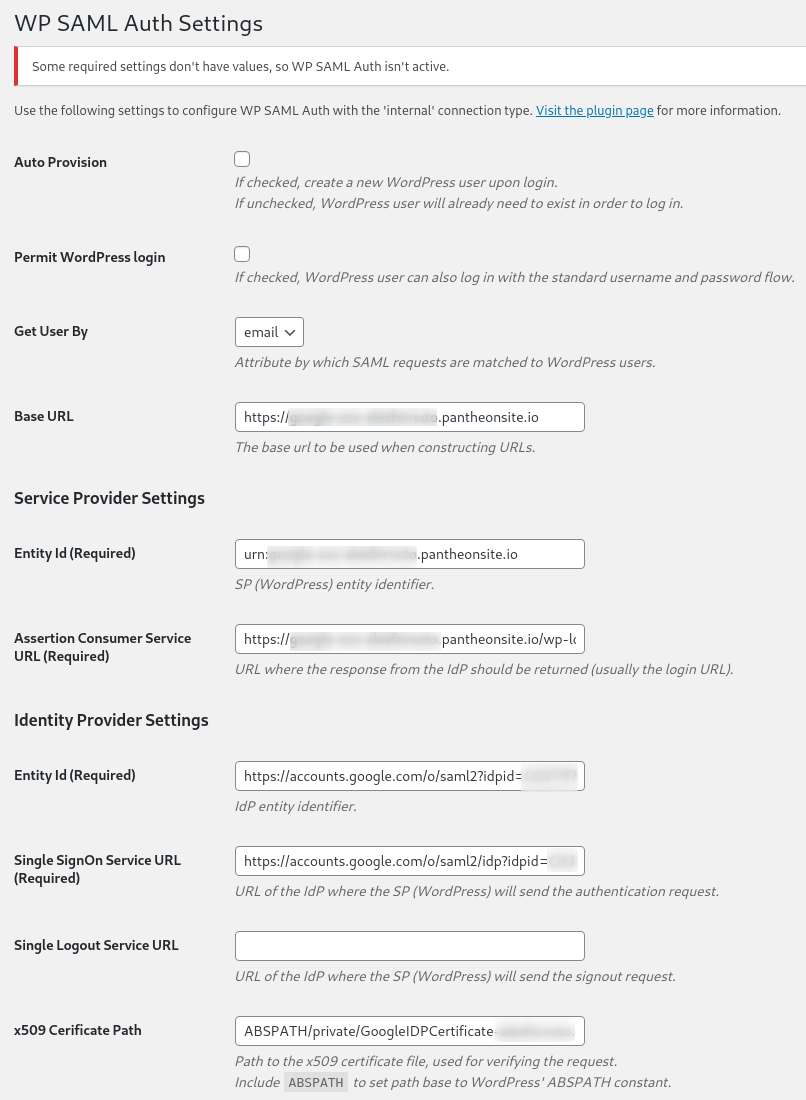 WP SAML Auth Settings
Some required settings don't have values, so WP SAML Auth isn't active.
Use the following settings to configure WP SAML Auth with the 'internal' connection type. Visit the plugin page for more information.
Auto Provision
If checked, create a new WordPress user upon login.
If unchecked, WordPress user will already need to exist in order to log in.
Permit WordPress login
If checked, WordPress user can also log in with the standard username and password flow.
Get User By
email
Attribute by which SAML requests are matched to WordPress users.
Base URL
https:// .pantheonsite.io
The base url to be used when constructing URLs.
Service Provider Settings
Entity Id (Required)
urn: .pantheonsite.io
SP (WordPress) entity identifier.
Assertion Consumer Service
URL (Required)
https:// .pantheonsite.io/wp-lo
URL where the response from the IdP should be returned (usually the login URL).
Identity Provider Settings
Entity Id (Required)
https://accounts.google.com/o/saml2?idpid=
IdP entity identifier.
Single SignOn Service URL
(Required)
https://accounts.google.com/o/saml2/idp?idpid=
URL of the IdP where the SP (WordPress) will send the authentication request.
Single Logout Service URL
URL of the IdP where the SP (WordPress) will send the signout request.
x509 Cerificate Path
ABSPATH/private/GoogleIDPCertificate-
Path to the x509 certificate file, used for verifying the request.
Include ABSPATH to set path base to WordPress' ABSPATH constant.